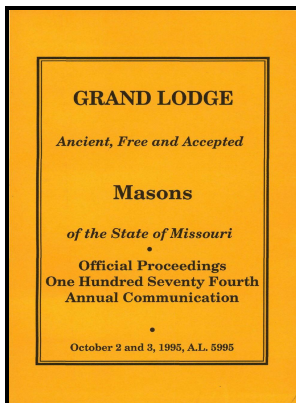 GRAND LODGE
Ancient, Free and Accepted
Masons
of the State of Missouri
•
Official Proceedings
One Hundred Seventy Fourth
Annual Communication
•
October 2 and 3, 1995, A.L. 5995